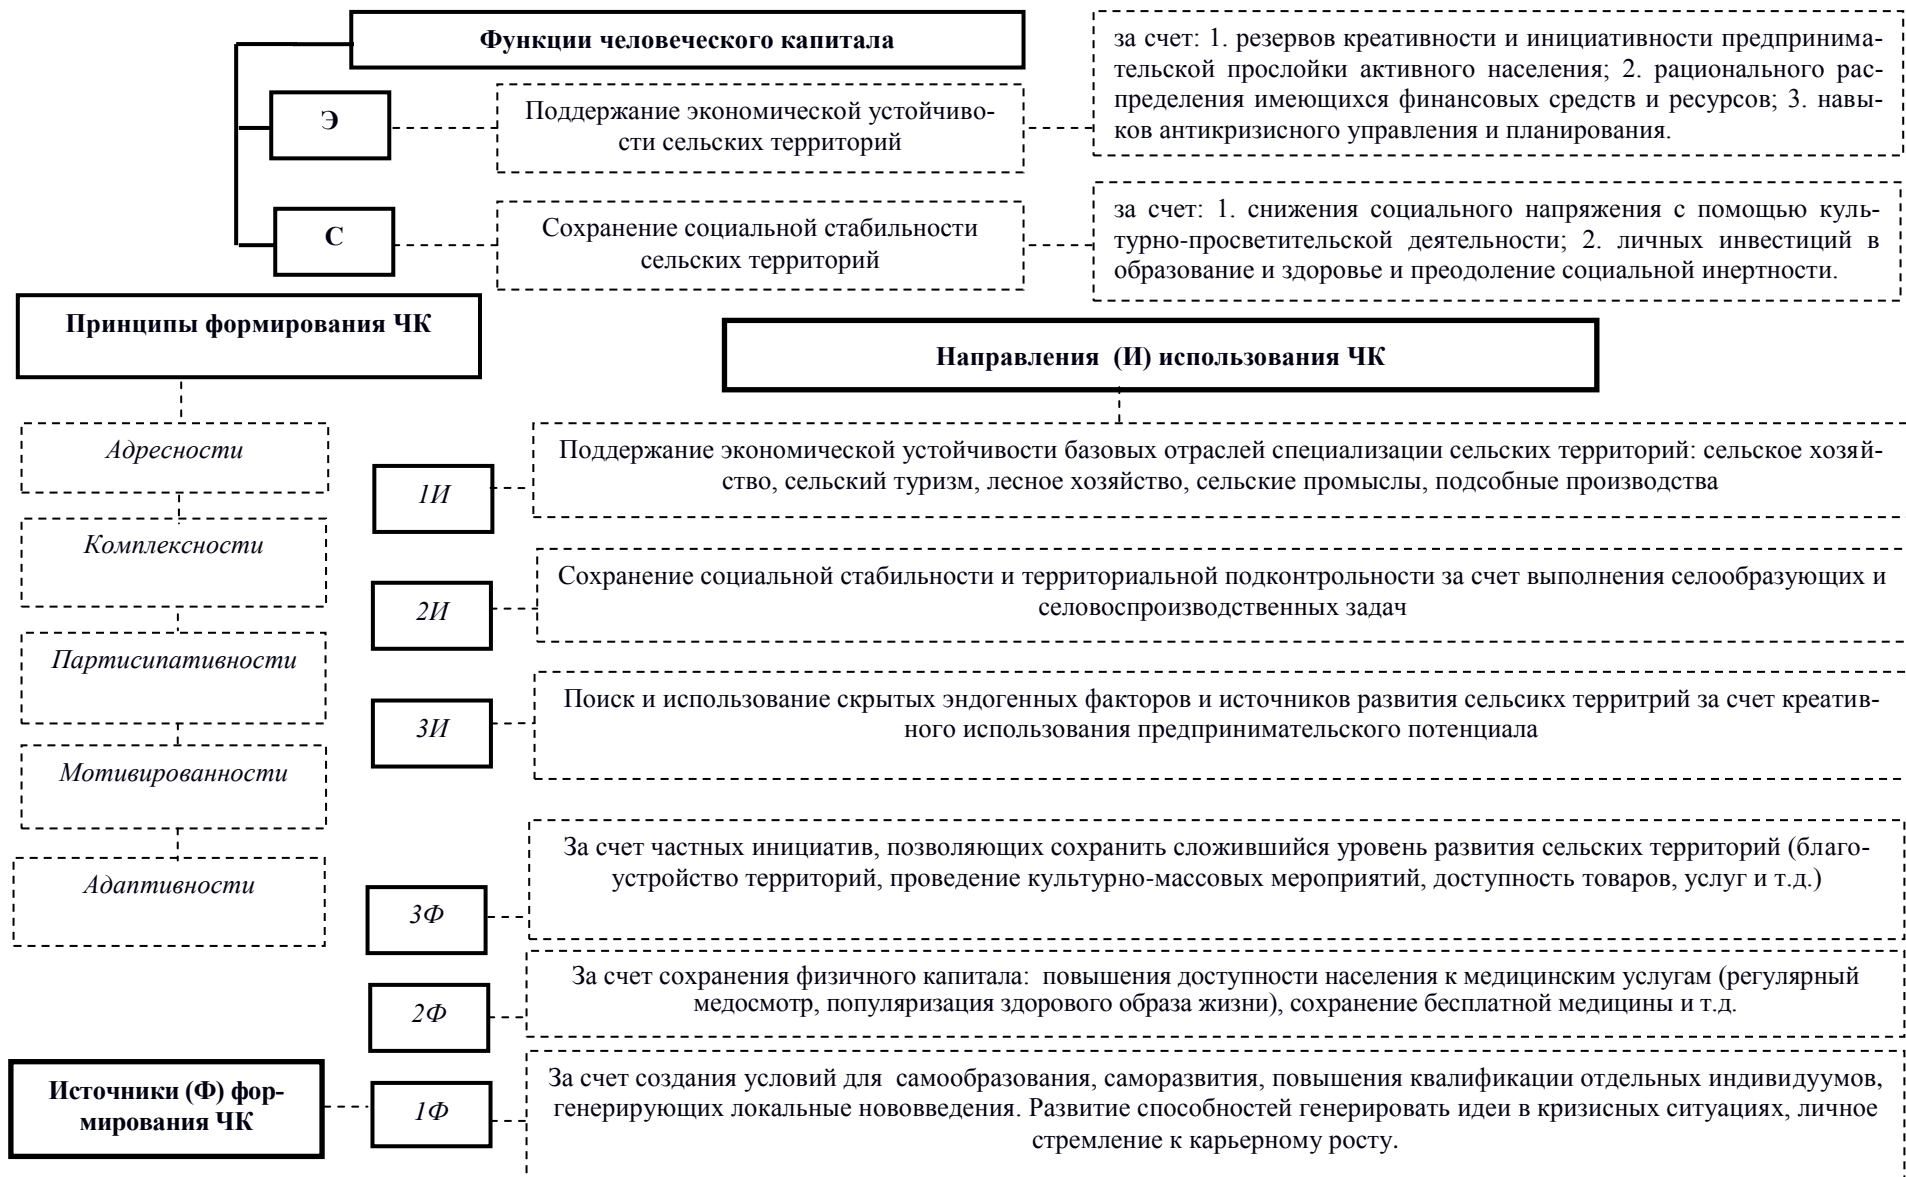 Функции человеческого капитала
Э
Поддержание экономической устойчиво-
сти сельских территорий
за счет: 1. резервов креативности и инициативности предпринима-
тельской прослойки активного населения; 2. рационального рас-
пределения имеющихся финансовых средств и ресурсов; 3. навы-
ков антикризисного управления и планирования.
С
Сохранение социальной стабильности
сельских территорий
за счет: 1. снижения социального напряжения с помощью куль-
турно-просветительской деятельности; 2. личных инвестиций в
образование и здоровье и преодоление социальной инертности.
Принципы формирования ЧК
Адресности
Комплексности
Партисипативности
Мотивированности
Адаптивности
Направления (И) использования ЧК
1И
Поддержание экономической устойчивости базовых отраслей специализации сельских территорий: сельское хозяй-
ство, сельский туризм, лесное хозяйство, сельские промыслы, подсобные производства
2И
Сохранение социальной стабильности и территориальной подконтрольности за счет выполнения селообразующих и
селовоспроизводственных задач
3И
Поиск и использование скрытых эндогенных факторов и источников развития сельсикх территрий за счет креатив-
ного использования предпринимательского потенциала
3Ф
За счет частных инициатив, позволяющих сохранить сложившийся уровень развития сельских территорий (благо-
устройство территорий, проведение культурно-массовых мероприятий, доступность товаров, услуг и т.д.)
2Ф
За счет сохранения физичного капитала: повышения доступности населения к медицинским услугам (регулярный
медосмотр, популяризация здорового образа жизни), сохранение бесплатной медицины и т.д.
Источники (Ф) фор-
мирования ЧК
1Ф
За счет создания условий для самообразования, саморазвития, повышения квалификации отдельных индивидуумов,
генерирующих локальные нововведения. Развитие способностей генерировать идеи в кризисных ситуациях, личное
стремление к карьерному росту.